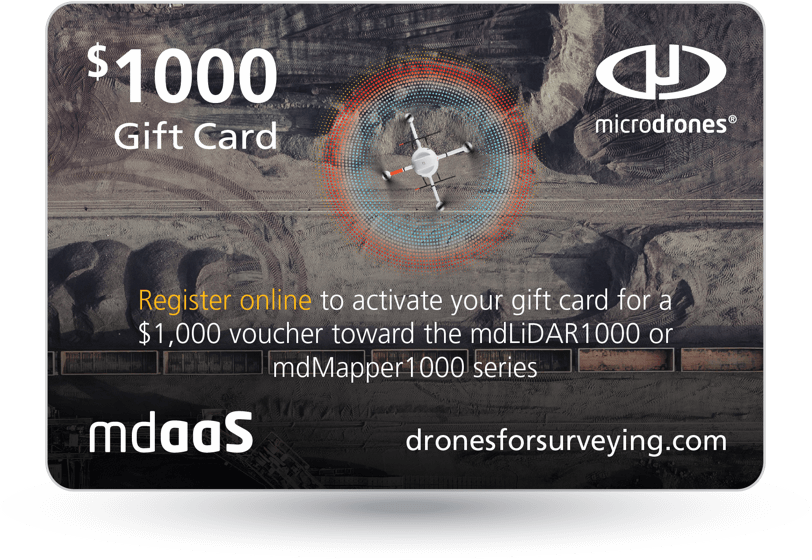 $1000
Gift Card
microdrones®
Register online to activate your gift card for a
$1,000 voucher toward the mdLiDAR1000 or
mdMapper1000 series
mdaaS
dronesforsurveying.com